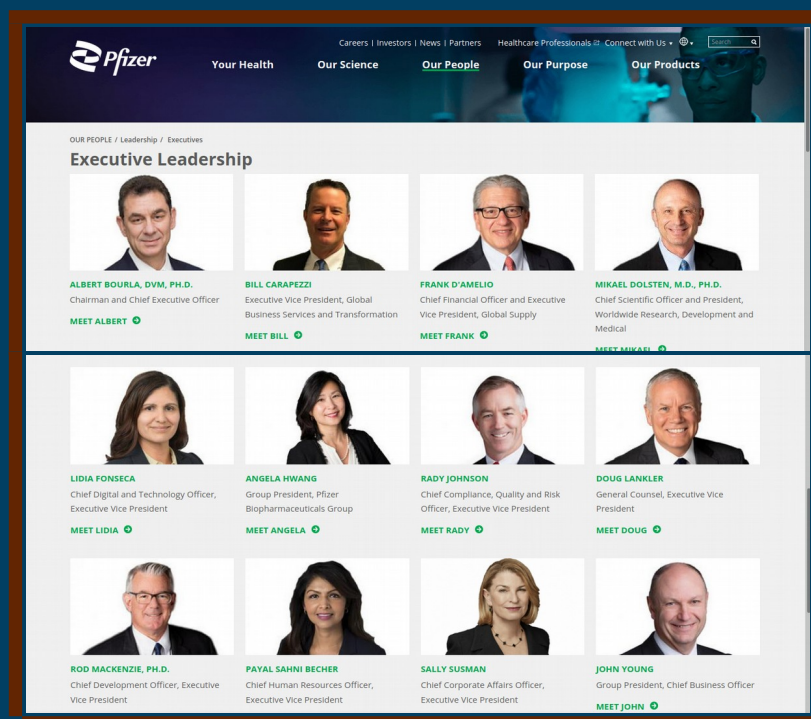 Careers | Investors | News | Partners Healthcare Professionals Connect with Us Search
Pfizer
Your Health Our Science Our People Our Purpose Our Products
OUR PEOPLE / Leadership / Executives
Executive Leadership
ALBERT BOURLA, DVM, PH.D.
Chairman and Chief Executive Officer
MEET ALBERT
BILL CARAPEZZI
Executive Vice President, Global
Business Services and Transformation
MEET BILL
FRANK D'AMELIO
Chief Financial Officer and Executive
Vice President, Global Supply
MEET FRANK
MIKAEL DOLSTEN, M.D., PH.D.
Chief Scientific Officer and President,
Worldwide Research, Development and
Medical
MEET MIKAEL
LIDIA FONSECA
Chief Digital and Technology Officer,
Executive Vice President
MEET LIDIA
ANGELA HWANG
Group President, Pfizer
Biopharmaceuticals Group
MEET ANGELA
RADY JOHNSON
Chief Compliance, Quality and Risk
Officer, Executive Vice President
MEET RADY
DOUG LANKLER
General Counsel, Executive Vice
President
MEET DOUG
ROD MACKENZIE, PH.D.
Chief Development Officer, Executive
Vice President
PAYAL SAHNI BECHER
Chief Human Resources Officer,
Executive Vice President
SALLY SUSMAN
Chief Corporate Affairs Officer,
Executive Vice President
JOHN YOUNG
Group President, Chief Business Officer
MEET JOHN